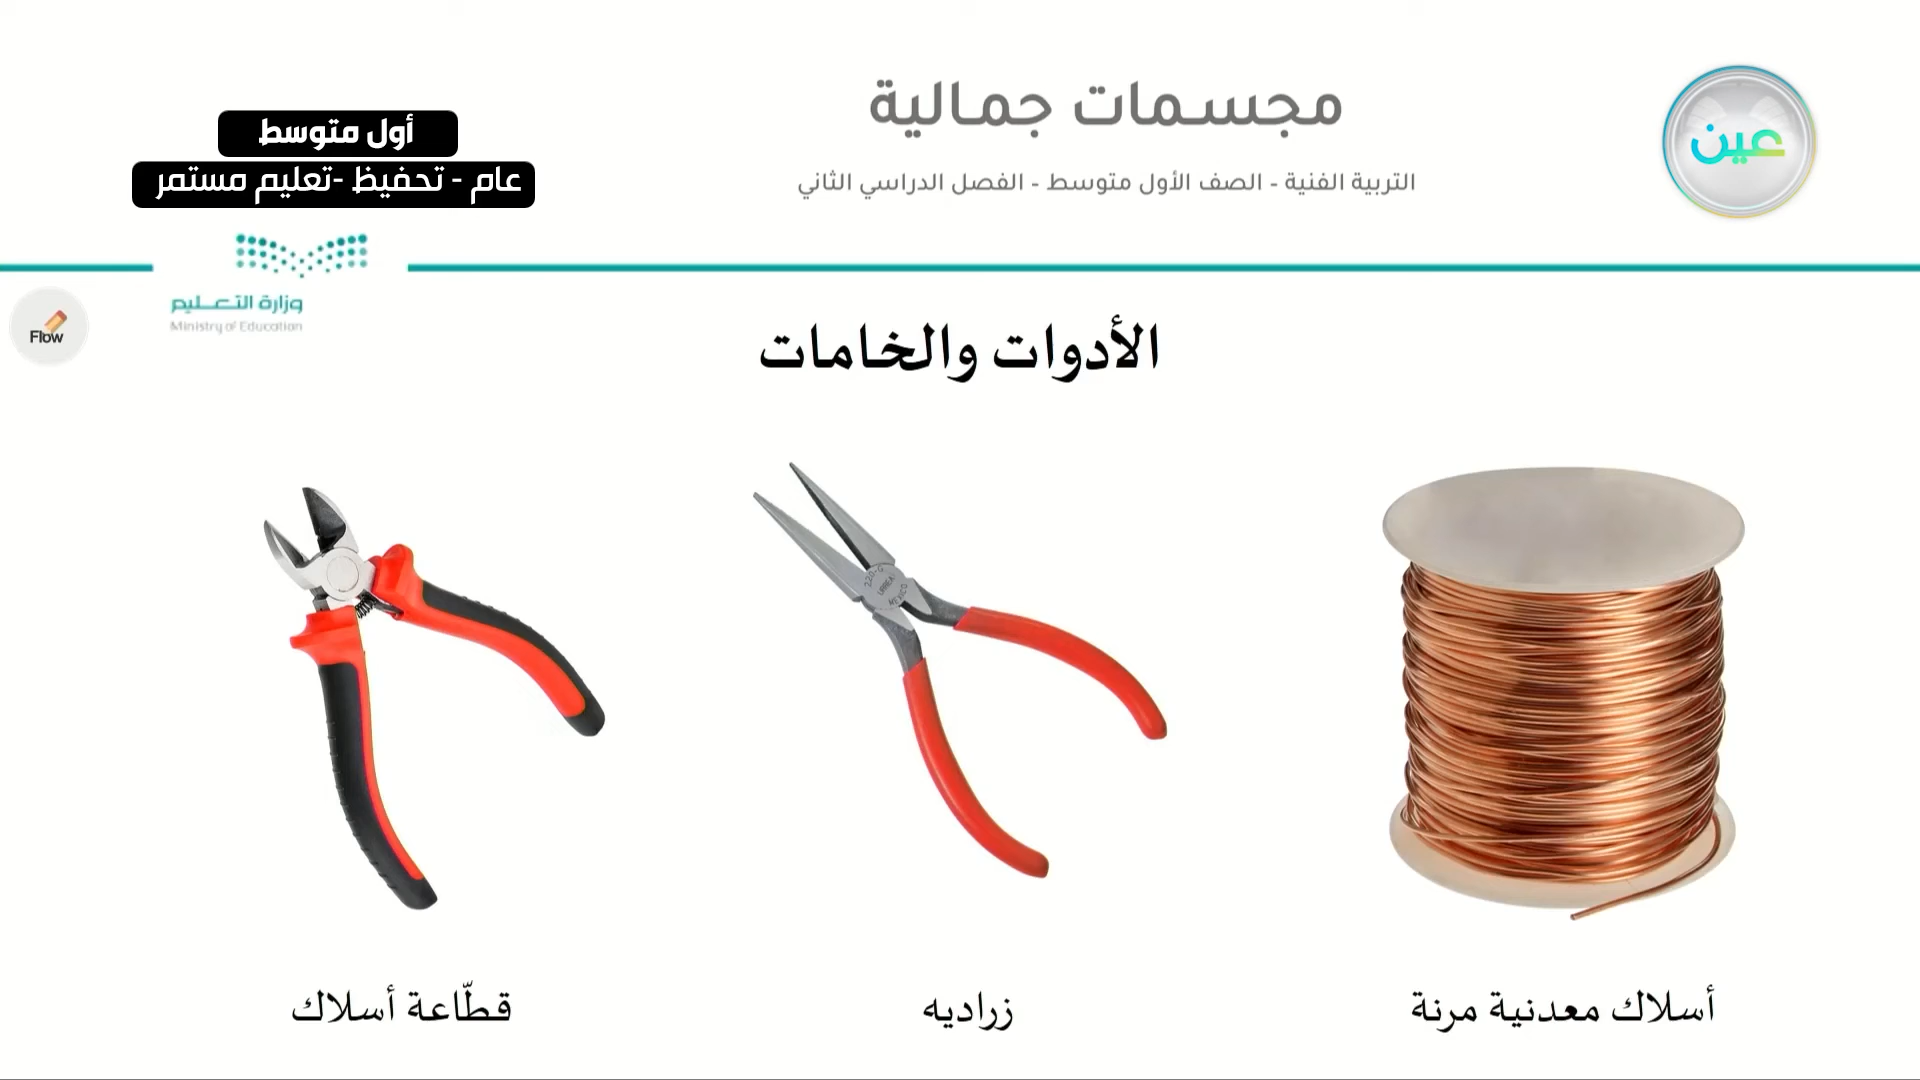 مجسمات جمالية
التربية الفنية - الصف الأول متوسط - الفصل الدراسي الثاني
عين
أول متوسط
عام - تحفيظ -تعليم مستمر
وزارة التعليم
Ministry of Education
Flow
الأدوات والخامات
أسلاك معدنية مرنة
زراديه
قطّاعة أسلاك